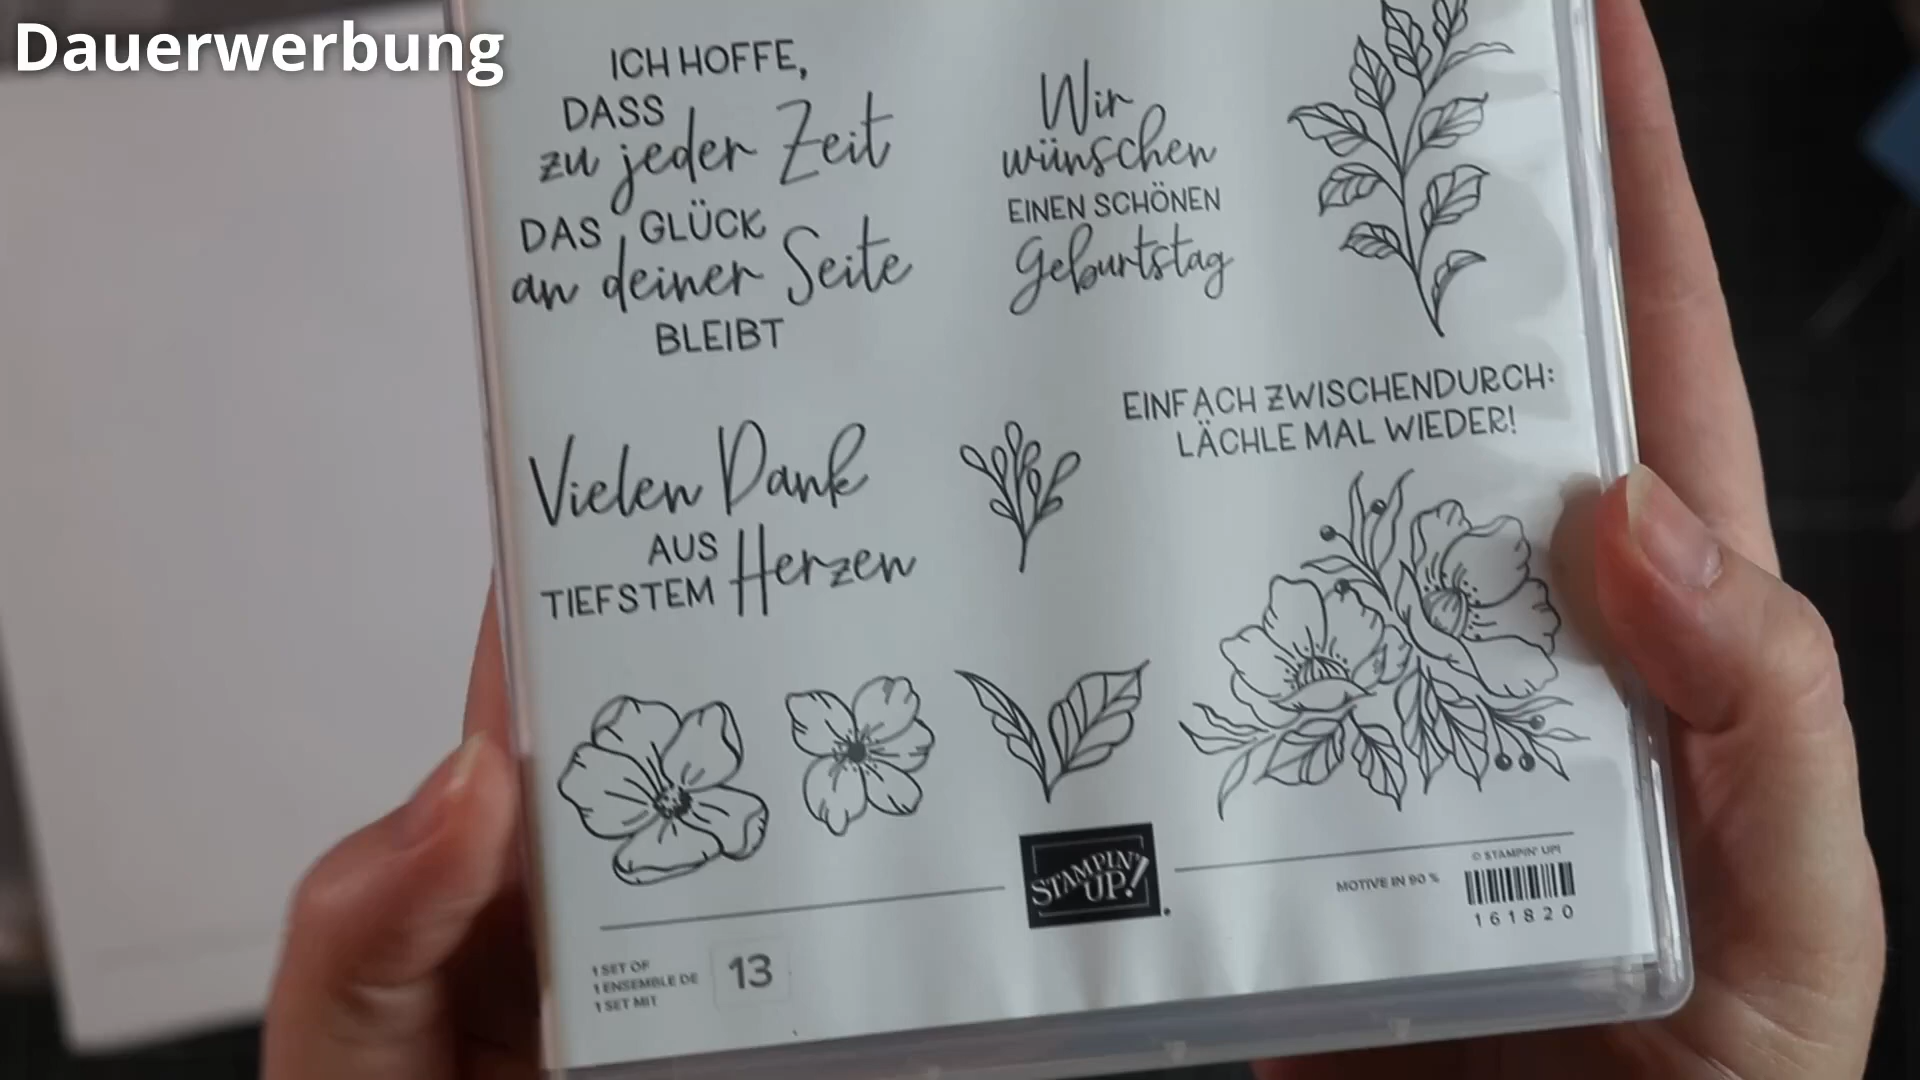 Dauerwerbung
ICH HOFFE,
DASS
zu jeder Zeit
DAS GLÜCK
an deiner Seite
BLEIBT
Wir
wünschen
EINEN SCHÖNEN
Geburtstag
EINFACH ZWISCHENDURCH:
LÄCHLE MAL WIEDER!
Vielen Dank
AUS
TIEFSTEM Herzen
STAMPIN'
UP!
© STAMPIN' UP!
MOTIVE IN 90 %
161820
1 SET OF
1 ENSEMBLE DE
1 SET MIT
13